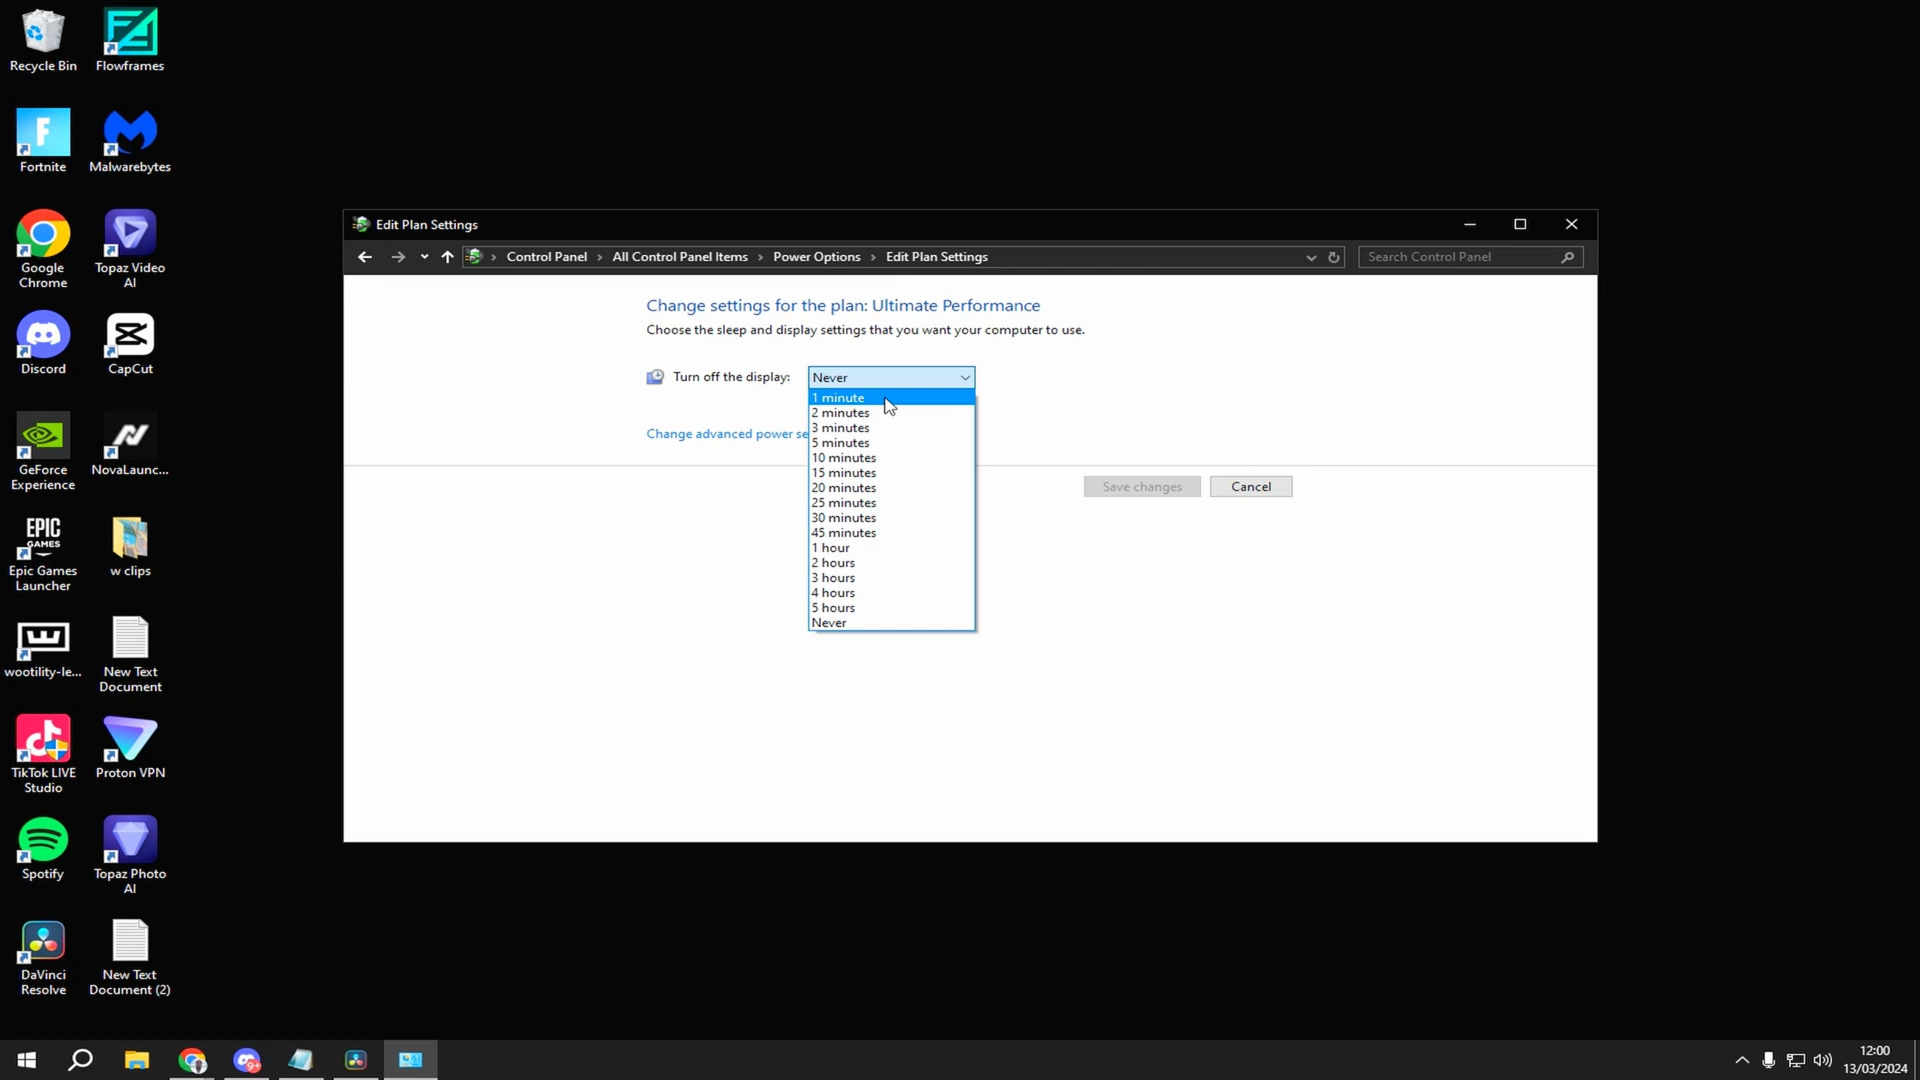 Recycle Bin
Flowframes
F
Fortnite
Malwarebytes
Google
Chrome
Topaz Video
AI
Discord
CapCut
GeForce
Experience
NovaLaunc...
EPIC
GAMES
Epic Games
Launcher
w clips
wootility-le...
New Text
Document
TikTok LIVE
Studio
Proton VPN
Spotify
Topaz Photo
AI
DaVinci
Resolve
New Text
Document (2)
Edit Plan Settings
Control Panel › All Control Panel Items › Power Options › Edit Plan Settings
Search Control Panel
Change settings for the plan: Ultimate Performance
Choose the sleep and display settings that you want your computer to use.
Turn off the display: Never
1 minute
2 minutes
3 minutes
5 minutes
10 minutes
15 minutes
20 minutes
25 minutes
30 minutes
45 minutes
1 hour
2 hours
3 hours
4 hours
5 hours
Never
Change advanced power se
Save changes
Cancel
9+
12:00
13/03/2024